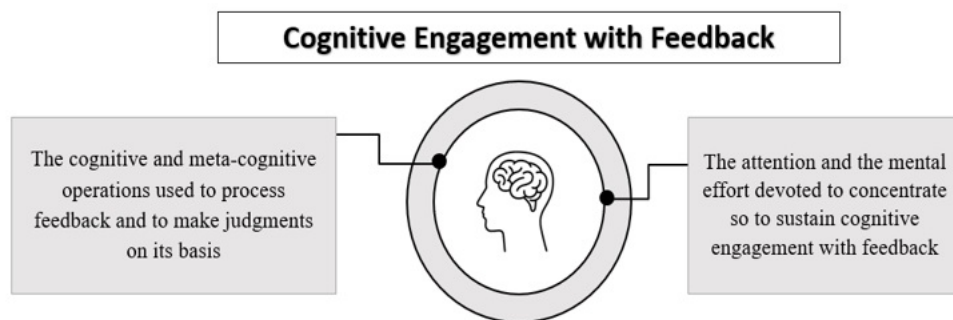 Cognitive Engagement with Feedback
The cognitive and meta-cognitive
operations used to process
feedback and to make judgments
on its basis
The attention and the mental
effort devoted to concentrate
so to sustain cognitive
engagement with feedback